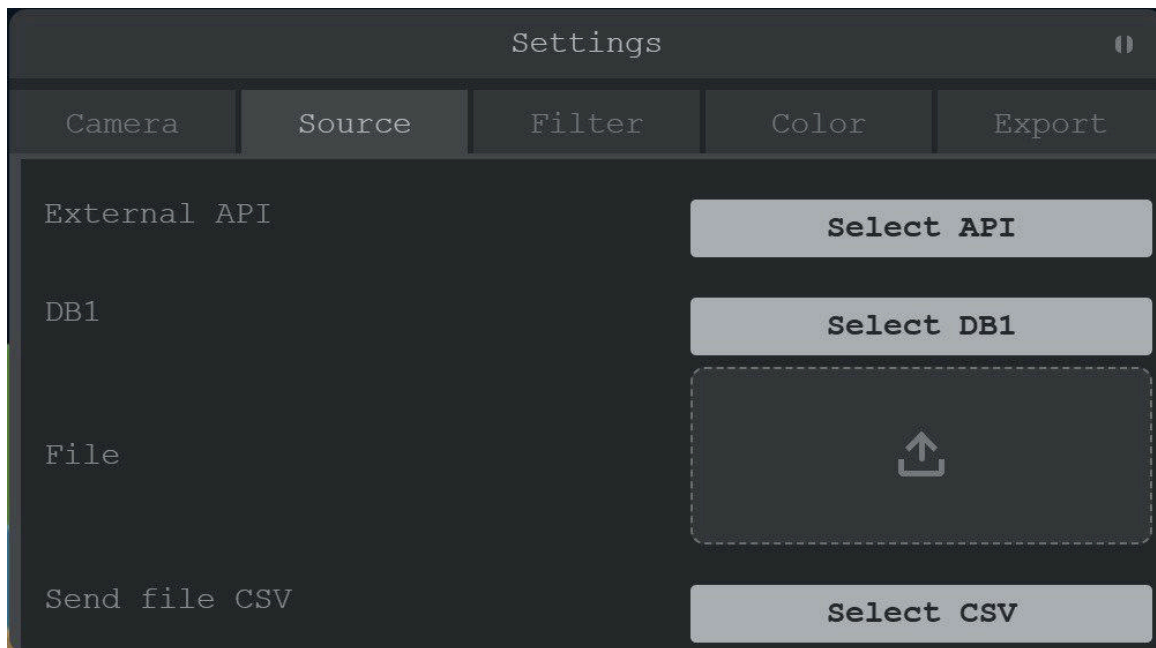 Settings
Camera Source Filter Color Export
External API Select API
DB1 Select DB1
File
Send file CSV Select CSV